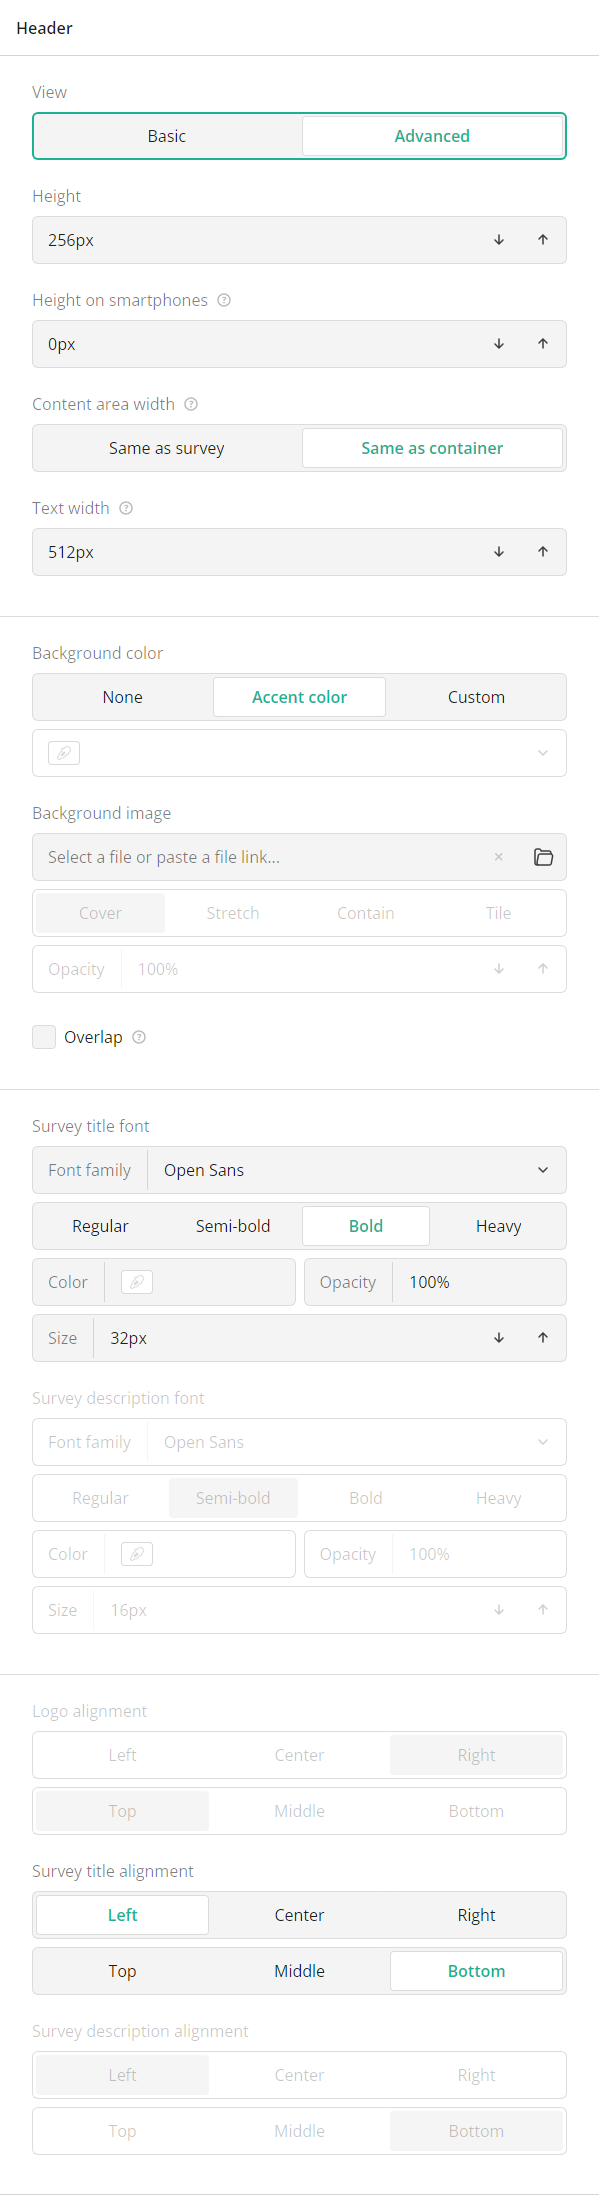 Header
View
Basic Advanced
Height
256px
Height on smartphones
0px
Content area width
Same as survey Same as container
Text width
512px
Background color
None Accent color Custom
Background image
Select a file or paste a file link...
Cover Stretch Contain Tile
Opacity 100%
Overlap
Survey title font
Font family Open Sans
Regular Semi-bold Bold Heavy
Color Opacity 100%
Size 32px
Survey description font
Font family Open Sans
Regular Semi-bold Bold Heavy
Color Opacity 100%
Size 16px
Logo alignment
Left Center Right
Top Middle Bottom
Survey title alignment
Left Center Right
Top Middle Bottom
Survey description alignment
Left Center Right
Top Middle Bottom